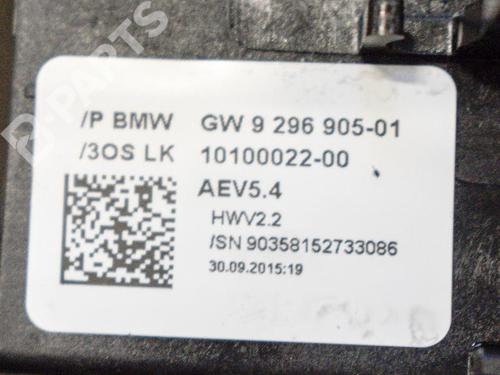 B-PARTS
/P BMW GW 9 296 905-01
/3OS LK 10100022-00
AEV5.4
HWV2.2
/SN 90358152733086
30.09.2015:19